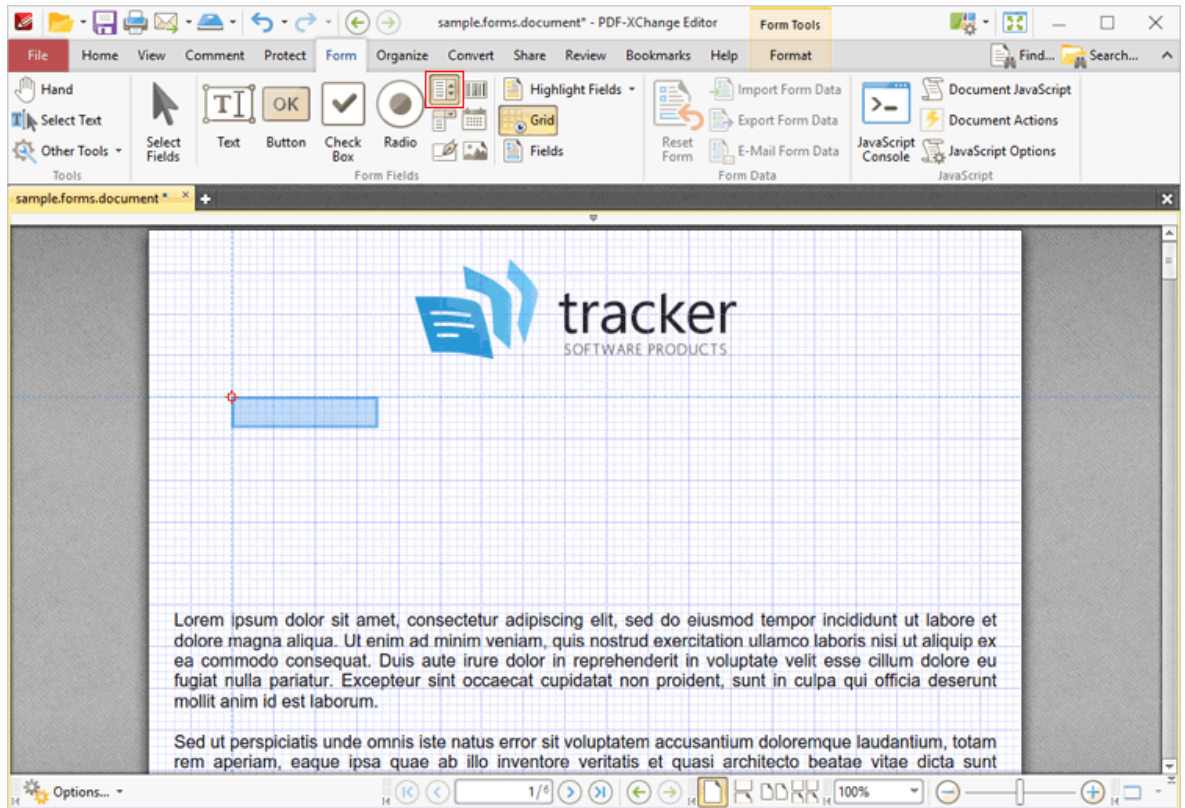 sample.forms.document* - PDF-XChange Editor
Form Tools
File Home View Comment Protect Form Organize Convert Share Review Bookmarks Help Format Find... Search...
Hand
Select Text
Other Tools
Tools
Select Fields
T I
Text
OK
Button
Check Box
Radio
Highlight Fields
Grid
Fields
Form Fields
Reset Form
Import Form Data
Export Form Data
E-Mail Form Data
Form Data
>_
JavaScript Console
Document JavaScript
Document Actions
JavaScript Options
JavaScript
sample.forms.document *
tracker
SOFTWARE PRODUCTS
Lorem ipsum dolor sit amet, consectetur adipiscing elit, sed do eiusmod tempor incididunt ut labore et
dolore magna aliqua. Ut enim ad minim veniam, quis nostrud exercitation ullamco laboris nisi ut aliquip ex
ea commodo consequat. Duis aute irure dolor in reprehenderit in voluptate velit esse cillum dolore eu
fugiat nulla pariatur. Excepteur sint occaecat cupidatat non proident, sunt in culpa qui officia deserunt
mollit anim id est laborum.
Sed ut perspiciatis unde omnis iste natus error sit voluptatem accusantium doloremque laudantium, totam
rem aperiam, eaque ipsa quae ab illo inventore veritatis et quasi architecto beatae vitae dicta sunt
Options... 1/6 100%